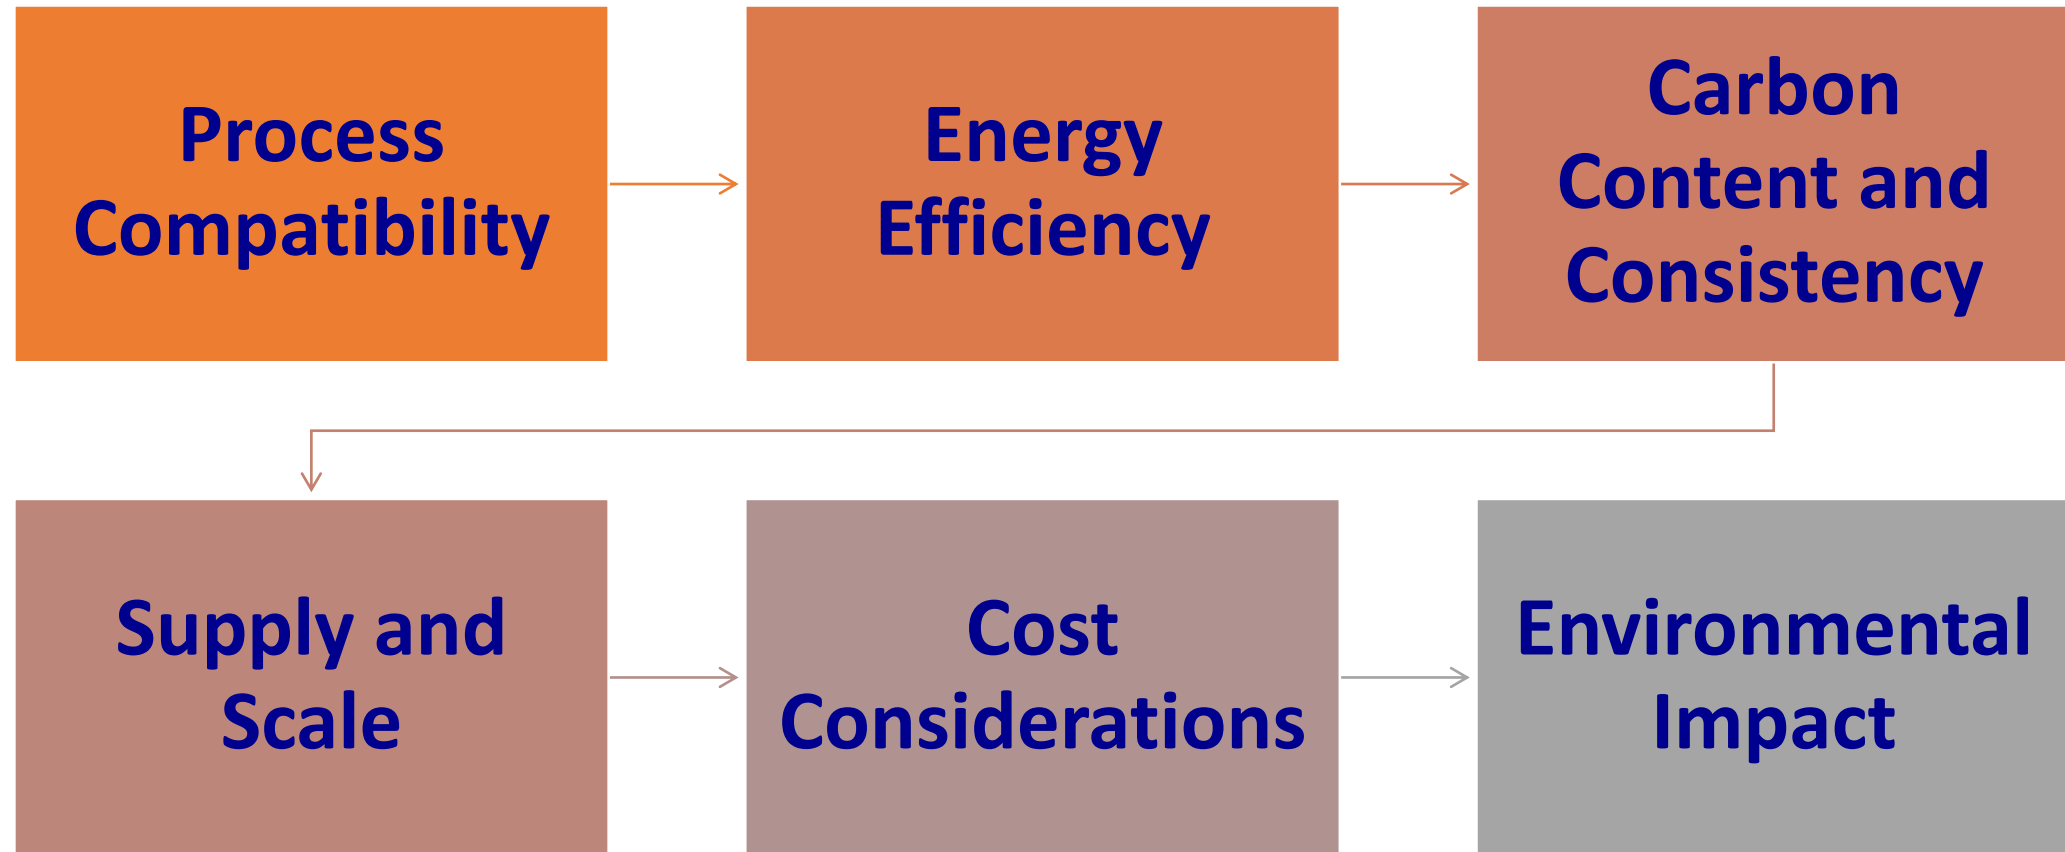 Process
Compatibility
Energy
Efficiency
Carbon
Content and
Consistency
Supply and
Scale
Cost
Considerations
Environmental
Impact